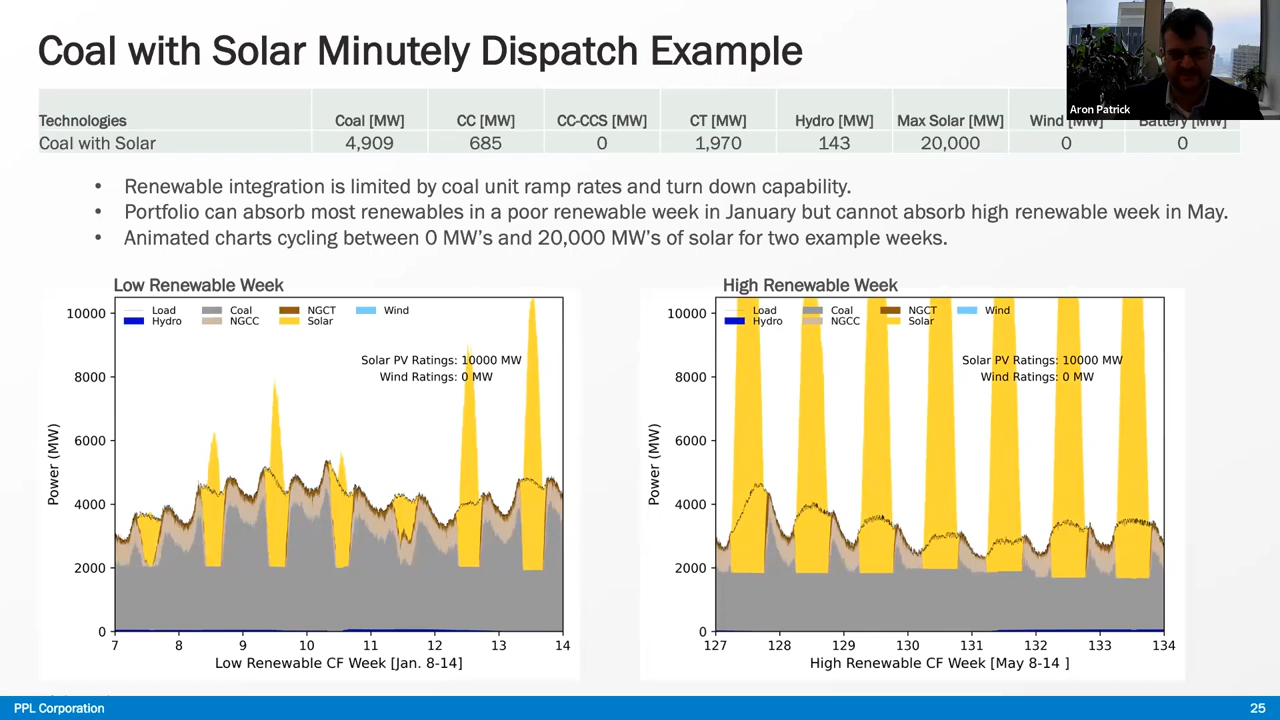 Coal with Solar Minutely Dispatch Example
Aron Patrick
Technologies Coal [MW] CC [MW] CC-CCS [MW] CT [MW] Hydro [MW] Max Solar [MW] Wind [MW] Battery [MW]
Coal with Solar 4,909 685 0 1,970 143 20,000 0 0
• Renewable integration is limited by coal unit ramp rates and turn down capability.
• Portfolio can absorb most renewables in a poor renewable week in January but cannot absorb high renewable week in May.
• Animated charts cycling between 0 MW's and 20,000 MW's of solar for two example weeks.
Low Renewable Week
Load Coal NGCT Wind
Hydro NGCC Solar
Solar PV Ratings: 10000 MW
Wind Ratings: 0 MW
Power (MW)
10000
8000
6000
4000
2000
0
7 8 9 10 11 12 13 14
Low Renewable CF Week [Jan. 8-14]
High Renewable Week
Load Coal NGCT Wind
Hydro NGCC Solar
Solar PV Ratings: 10000 MW
Wind Ratings: 0 MW
Power (MW)
10000
8000
6000
4000
2000
0
127 128 129 130 131 132 133 134
High Renewable CF Week [May 8-14 ]
PPL Corporation
25